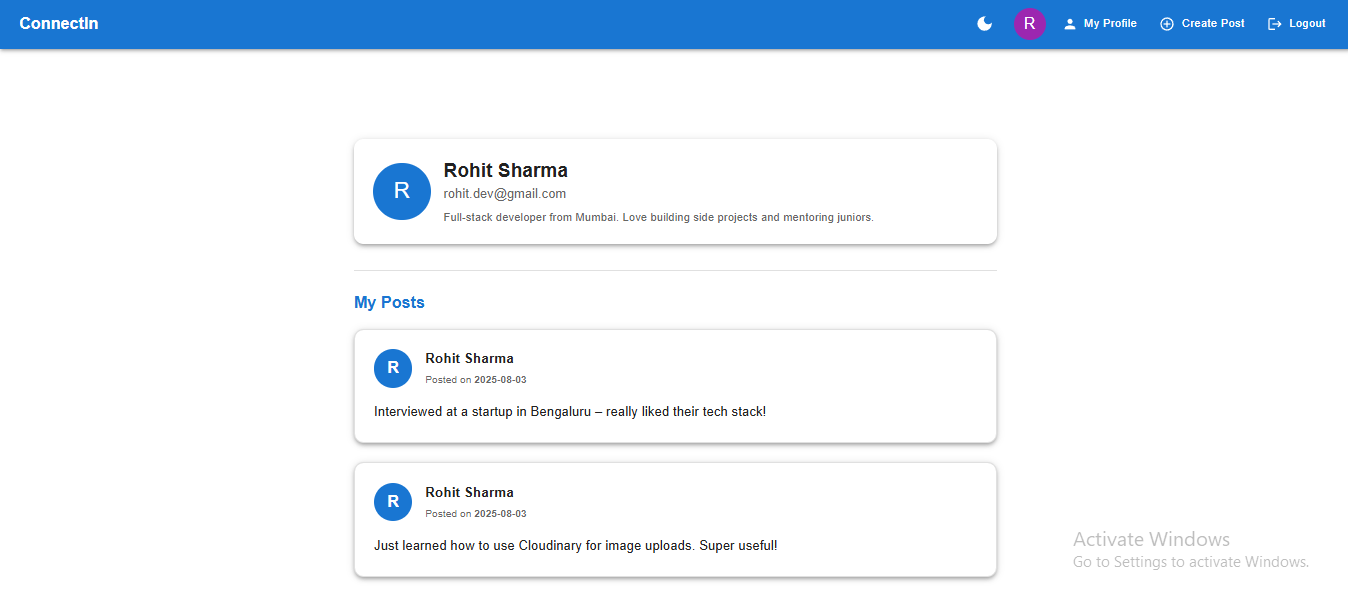 ConnectIn
R My Profile Create Post Logout
R
Rohit Sharma
rohit.dev@gmail.com
Full-stack developer from Mumbai. Love building side projects and mentoring juniors.
My Posts
R
Rohit Sharma
Posted on 2025-08-03
Interviewed at a startup in Bengaluru – really liked their tech stack!
R
Rohit Sharma
Posted on 2025-08-03
Just learned how to use Cloudinary for image uploads. Super useful!
Activate Windows
Go to Settings to activate Windows.